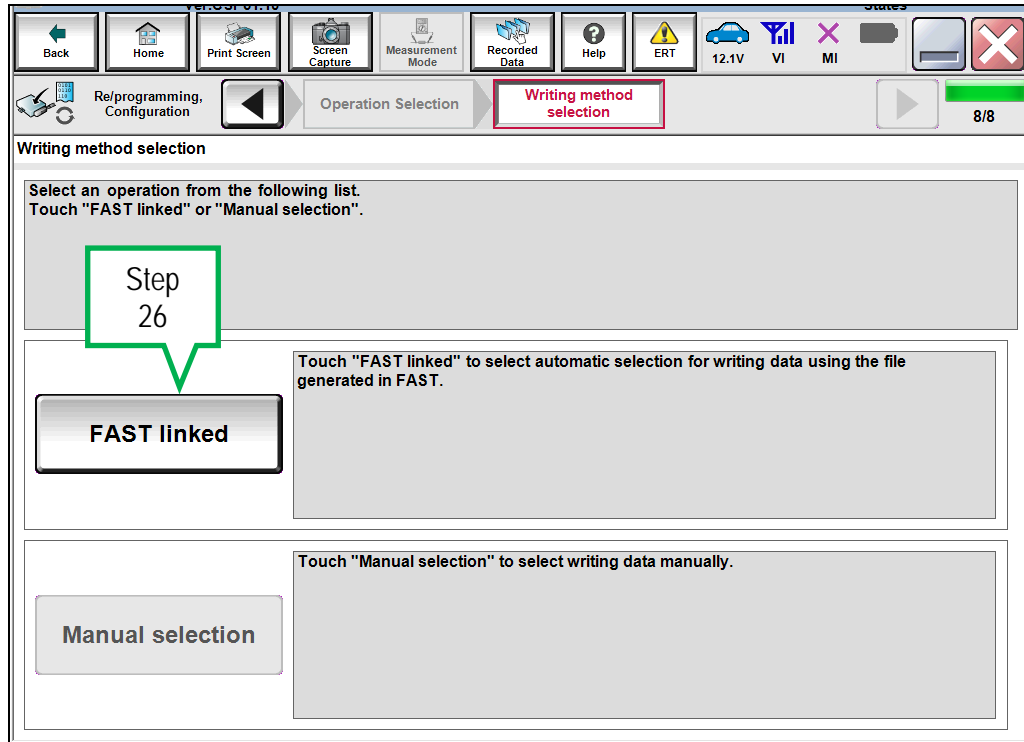 Back
Home
Print Screen
Screen
Capture
Measurement
Mode
Recorded
Data
Help
ERT
12.1V
VI
MI
Re/programming,
Configuration
Operation Selection
Writing method
selection
8/8
Writing method selection
Select an operation from the following list.
Touch "FAST linked" or "Manual selection".
Step
26
Touch "FAST linked" to select automatic selection for writing data using the file
generated in FAST.
FAST linked
Touch "Manual selection" to select writing data manually.
Manual selection